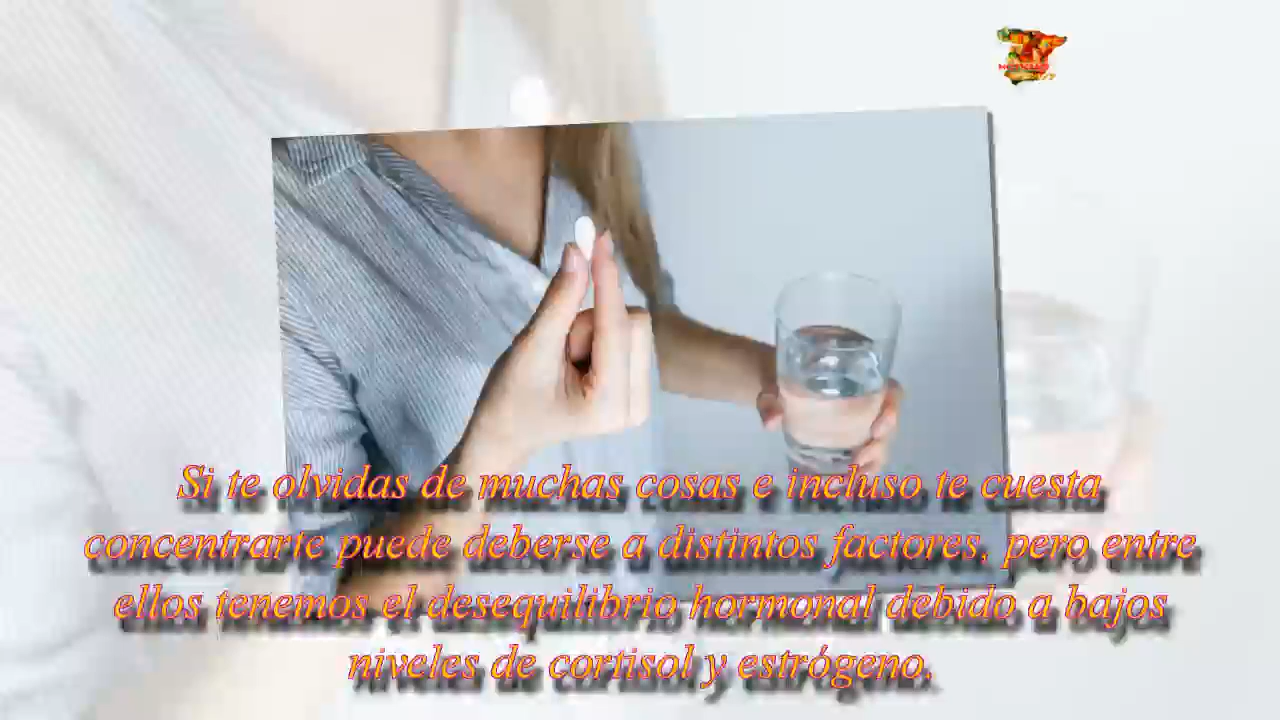 Si te olvidas de muchas cosas e incluso te cuesta
concentrarte puede deberse a distintos factores, pero entre
ellos tenemos el desequilibrio hormonal debido a bajos
niveles de cortisol y estrógeno.